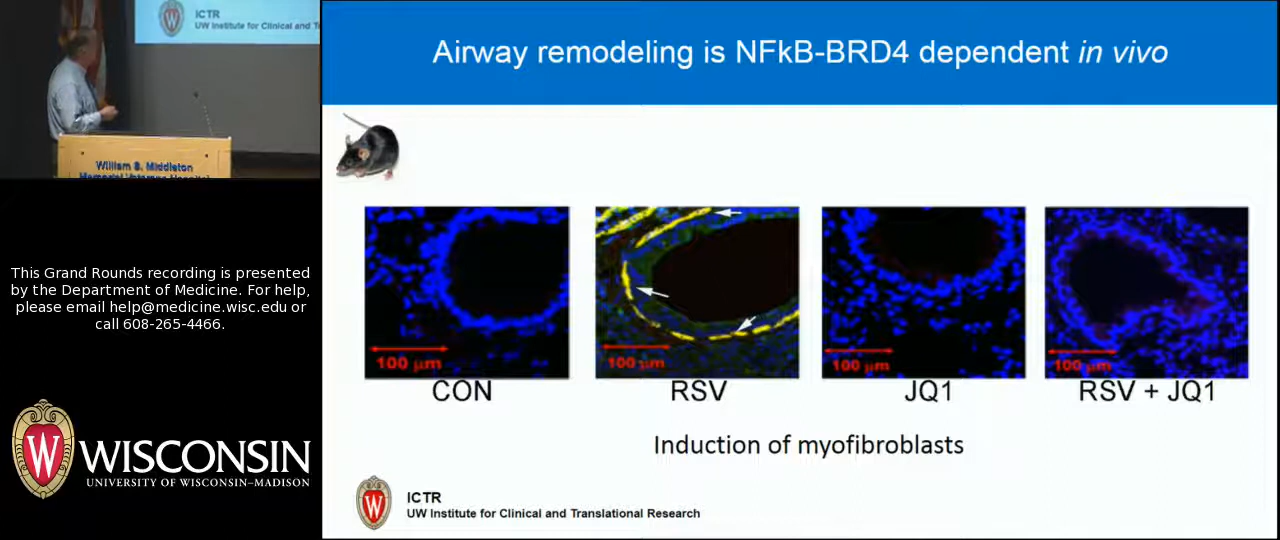 ICTR
UW Institute for Clinical and T
William S. Middleton
Memorial Veterans Hospital
This Grand Rounds recording is presented
by the Department of Medicine. For help,
please email help@medicine.wisc.edu or
call 608-265-4466.
WISCONSIN
UNIVERSITY OF WISCONSIN–MADISON
Airway remodeling is NFkB-BRD4 dependent in vivo
100 μm
100 μm
100 μm
100 μm
CON
RSV
JQ1
RSV + JQ1
Induction of myofibroblasts
W
ICTR
UW Institute for Clinical and Translational Research